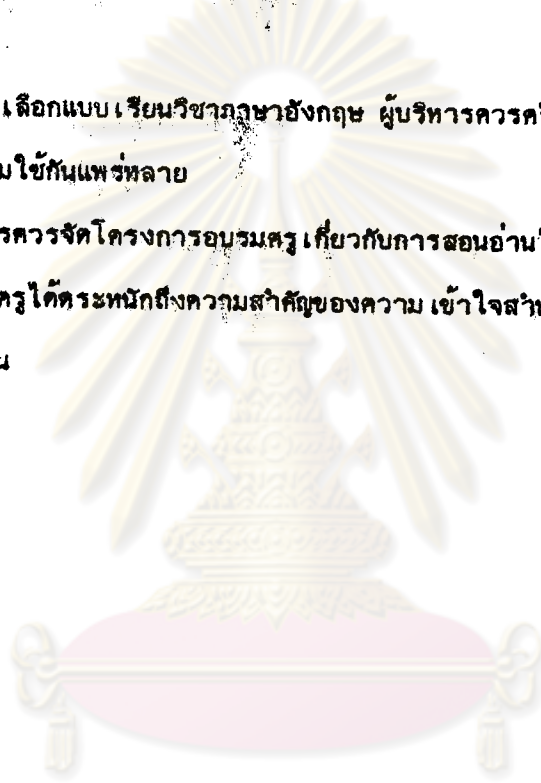 เลือกแบบเรียนวิชาภาษาอังกฤษ ผู้บริหารควร
มใช้กันแพร่หลาย
รควรจัดโครงการอบรมครูเกี่ยวกับการสอนอ่าน
ครูได้ตระหนักถึงความสำคัญของความเข้าใจสำ
น